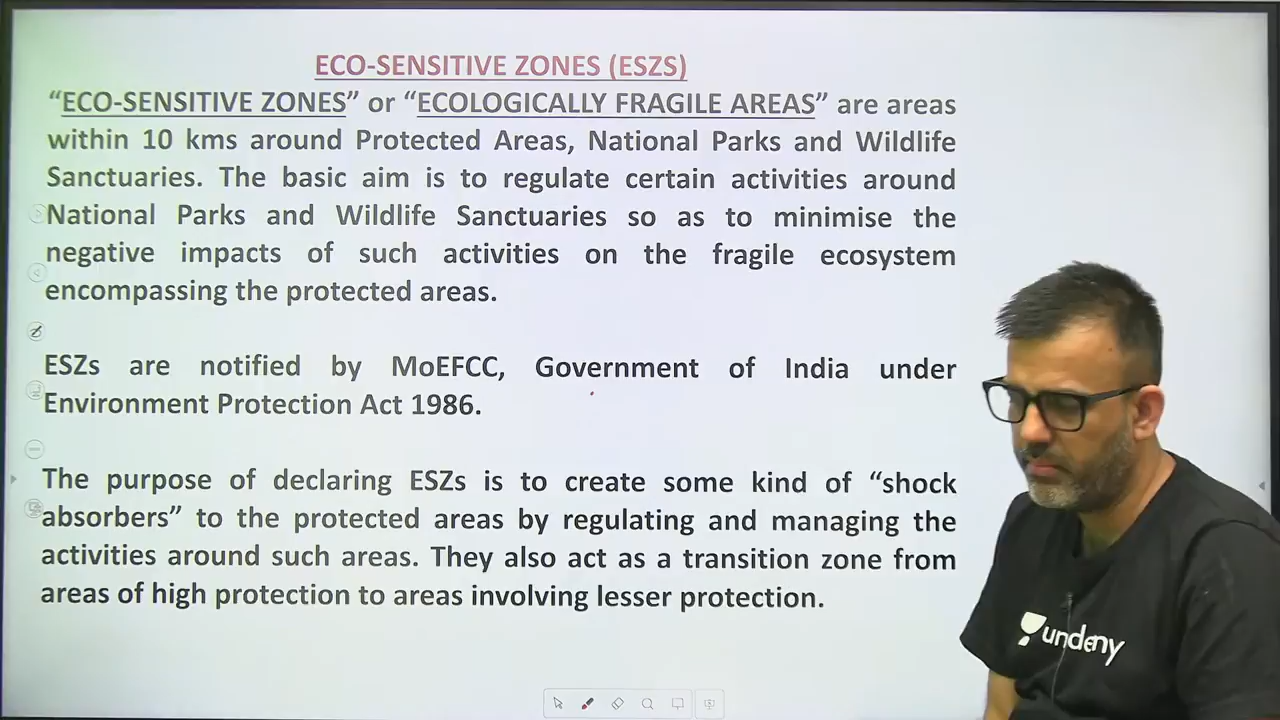 ECO-SENSITIVE ZONES (ESZS)
“ECO-SENSITIVE ZONES” or “ECOLOGICALLY FRAGILE AREAS” are areas
within 10 kms around Protected Areas, National Parks and Wildlife
Sanctuaries. The basic aim is to regulate certain activities around
National Parks and Wildlife Sanctuaries so as to minimise the
negative impacts of such activities on the fragile ecosystem
encompassing the protected areas.
ESZs are notified by MoEFCC, Government of India under
Environment Protection Act 1986.
The purpose of declaring ESZs is to create some kind of “shock
absorbers” to the protected areas by regulating and managing the
activities around such areas. They also act as a transition zone from
areas of high protection to areas involving lesser protection.